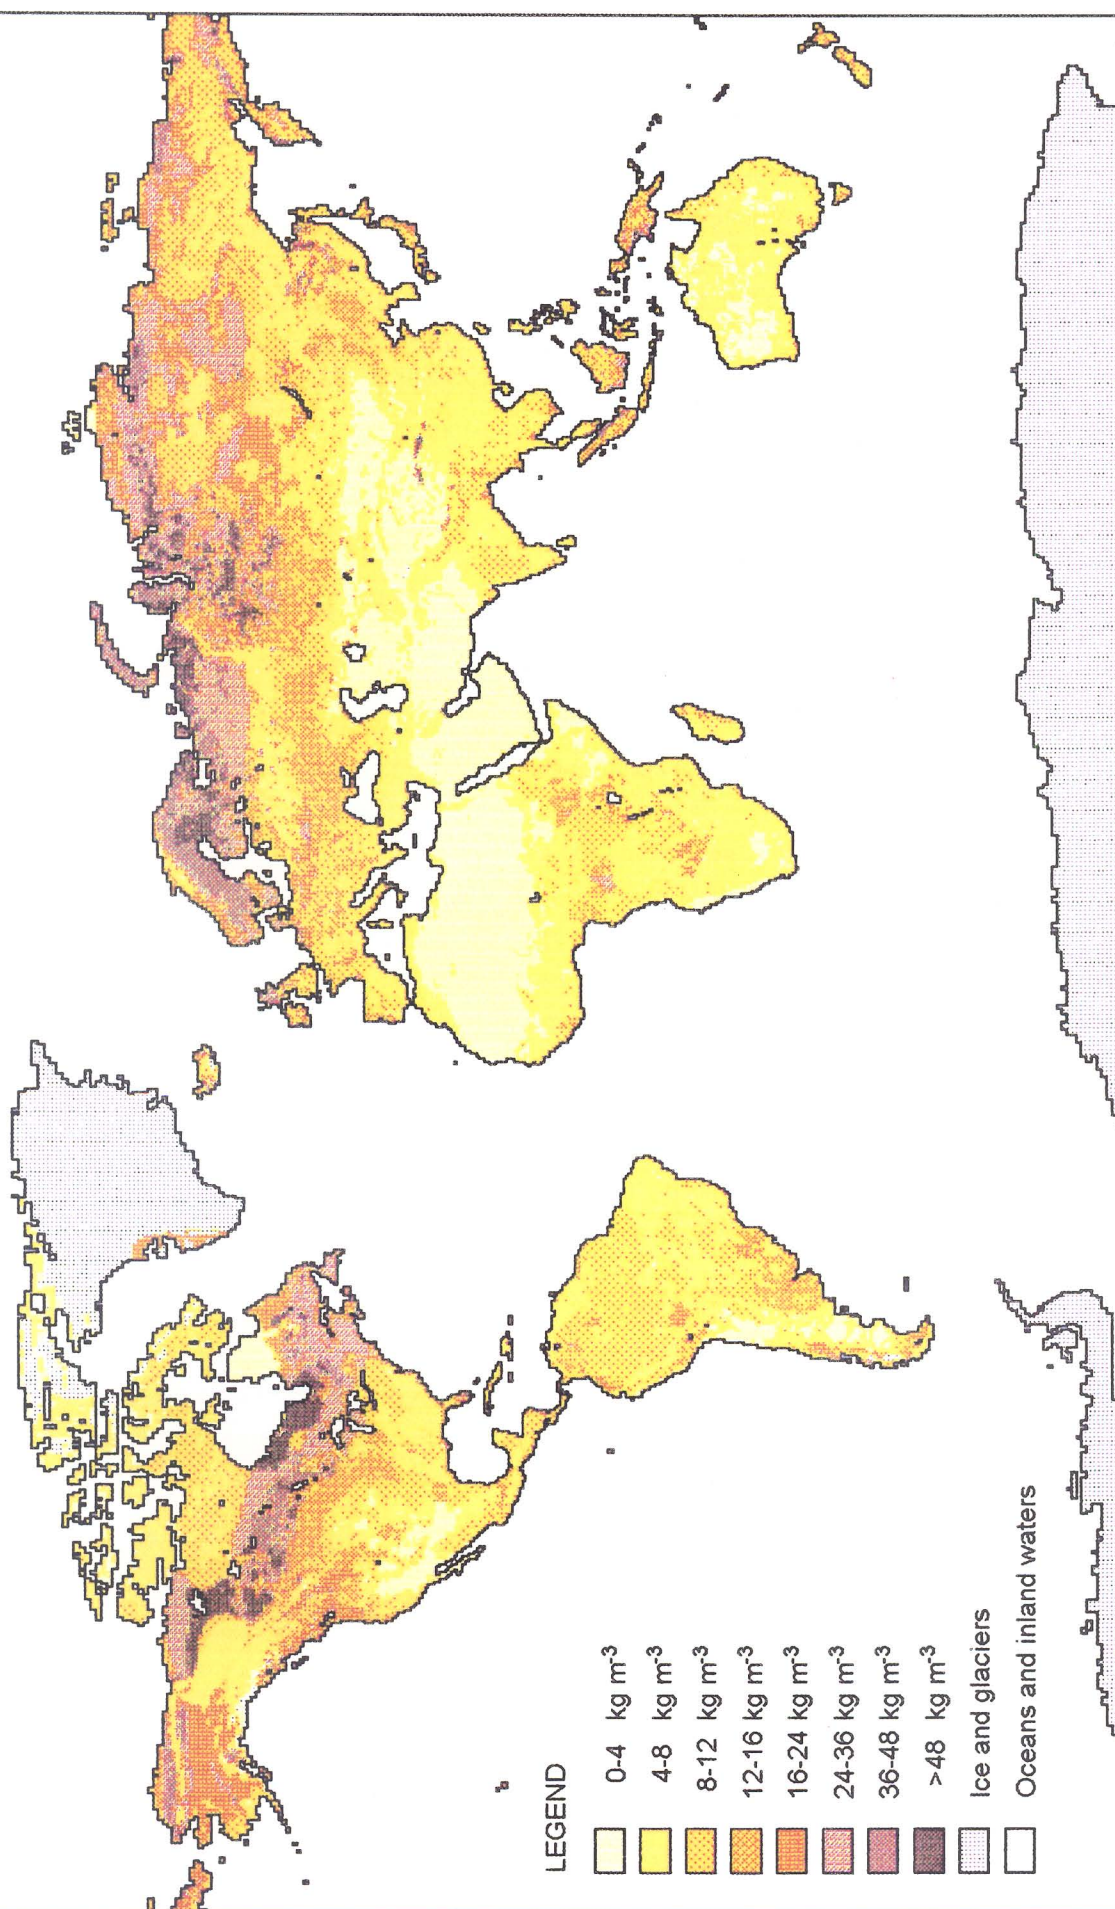 LEGEND
0-4 kg m-3
4-8 kg m-3
8-12 kg m-3
12-16 kg m-3
16-24 kg m-3
24-36 kg m-3
36-48 kg m-3
>48 kg m-3
Ice and glaciers
Oceans and inland waters